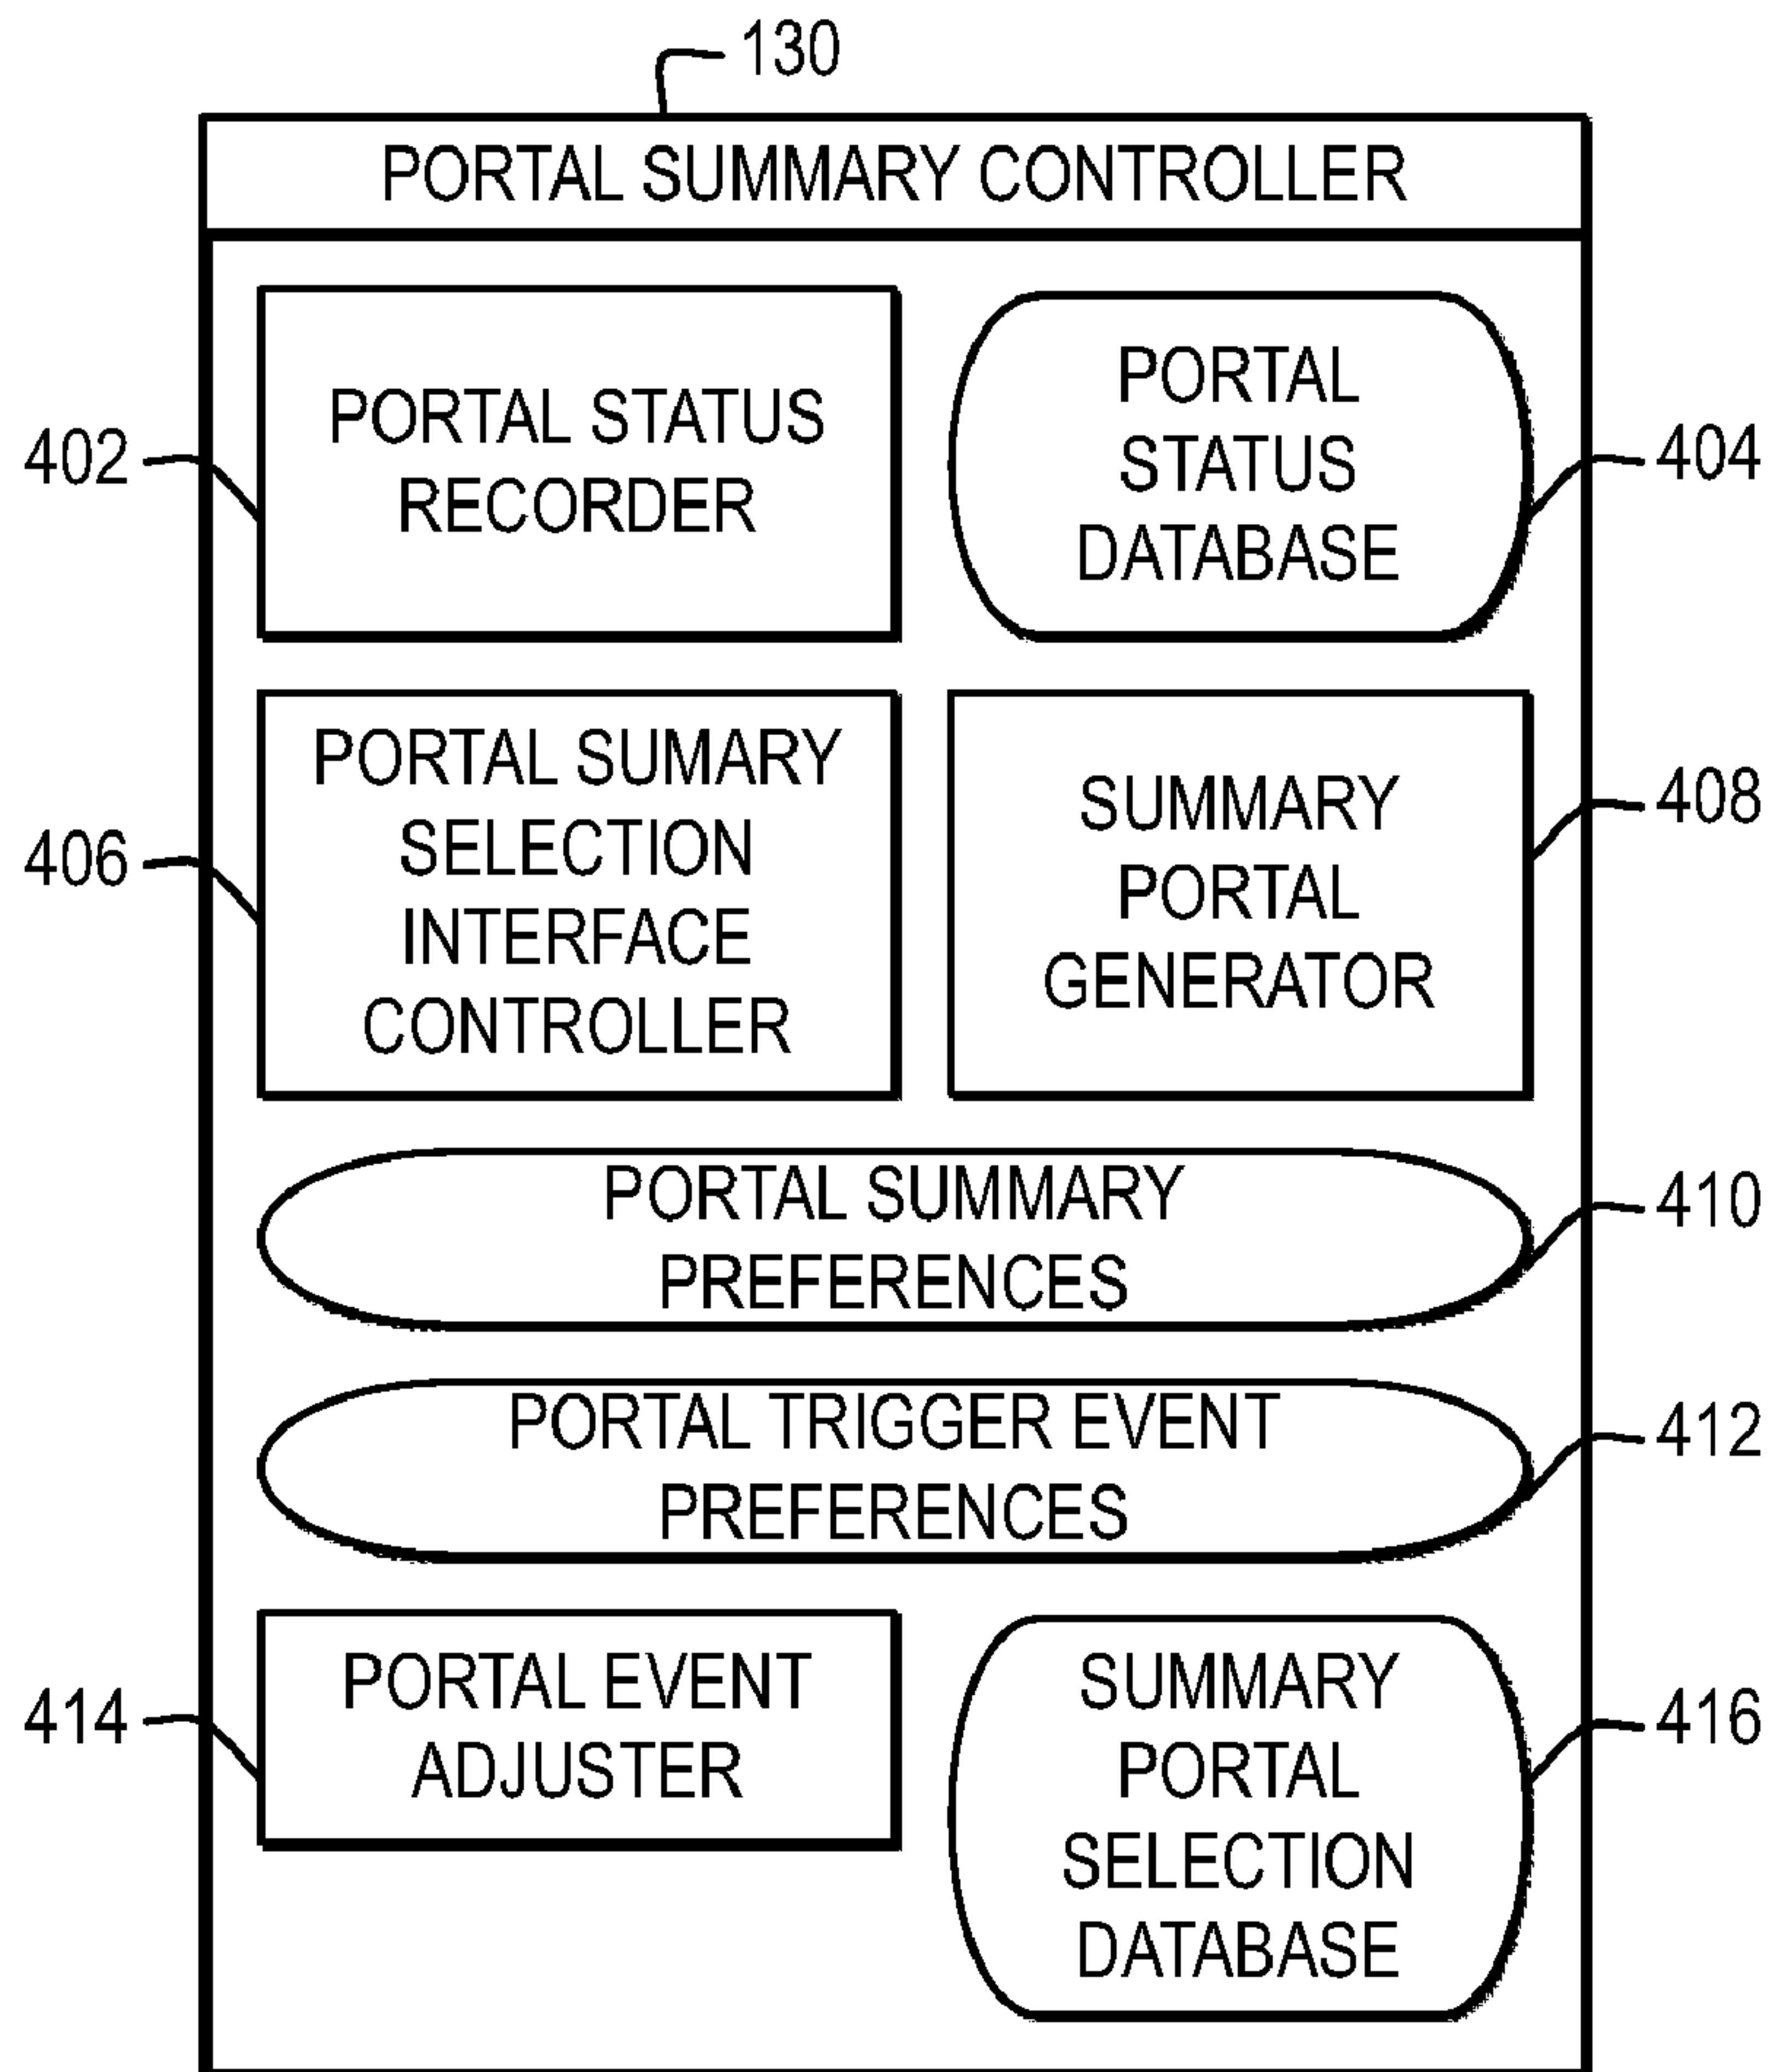 130
PORTAL SUMMARY CONTROLLER
402
PORTAL STATUS
RECORDER
PORTAL
STATUS
DATABASE
404
406
PORTAL SUMARY
SELECTION
INTERFACE
CONTROLLER
SUMMARY
PORTAL
GENERATOR
408
PORTAL SUMMARY
PREFERENCES
410
PORTAL TRIGGER EVENT
PREFERENCES
412
414
PORTAL EVENT
ADJUSTER
SUMMARY
PORTAL
SELECTION
DATABASE
416